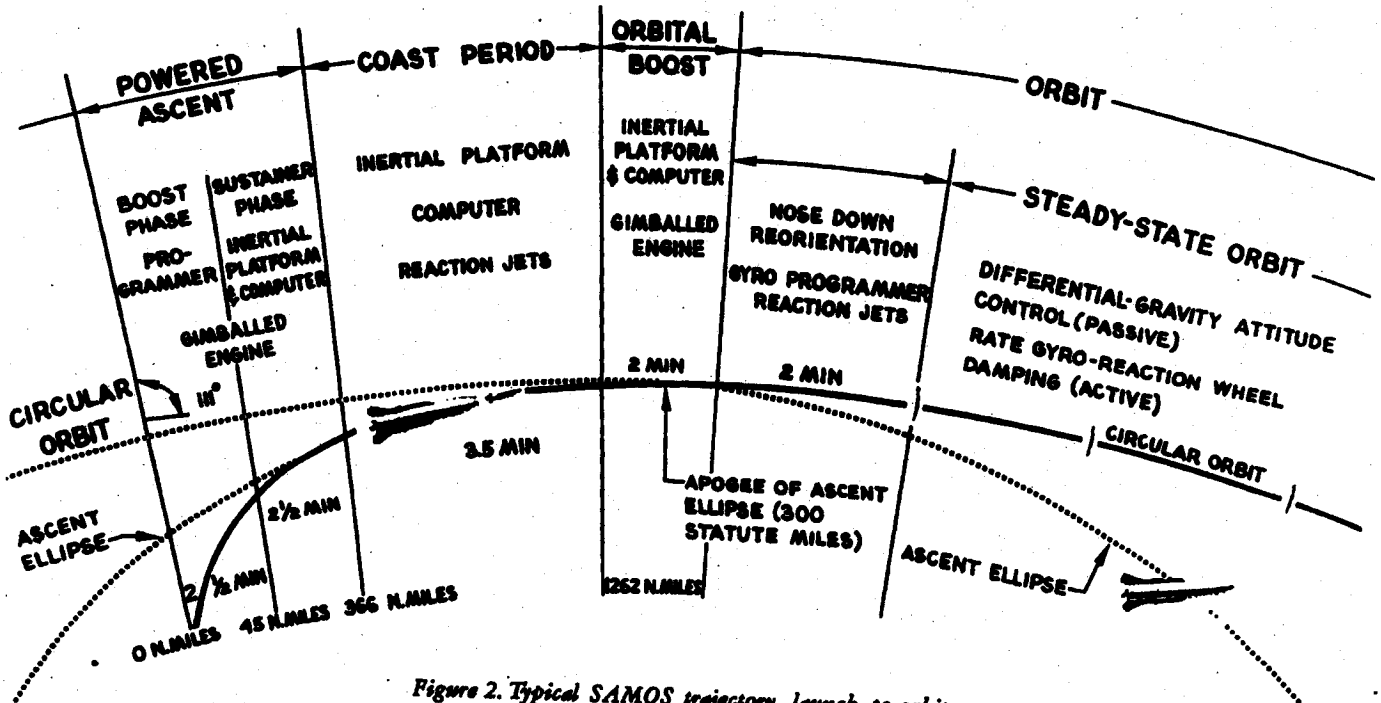 POWERED
ASCENT
COAST PERIOD
ORBITAL
BOOST
ORBIT
BOOST
PHASE
PRO-
GRAMMER
SUSTAINER
PHASE
INERTIAL
PLATFORM
& COMPUTER
GIMBALLED
ENGINE
INERTIAL PLATFORM
COMPUTER
REACTION JETS
INERTIAL
PLATFORM
& COMPUTER
GIMBALLED
ENGINE
NOSE DOWN
REORIENTATION
GYRO PROGRAMMER
REACTION JETS
STEADY-STATE ORBIT
DIFFERENTIAL-GRAVITY ATTITUDE
CONTROL (PASSIVE)
RATE GYRO-REACTION WHEEL
DAMPING (ACTIVE)
CIRCULAR
ORBIT
111°
2 MIN
2 MIN
3.5 MIN
CIRCULAR ORBIT
APOGEE OF ASCENT
ELLIPSE (300
STATUTE MILES)
ASCENT
ELLIPSE
2 1/2 MIN
2 1/2 MIN
ASCENT ELLIPSE
0 N.MILES
45 N.MILES
366 N.MILES
1262 N.MILES
Figure 2. Typical SAMOS trajectory, launch to orbit